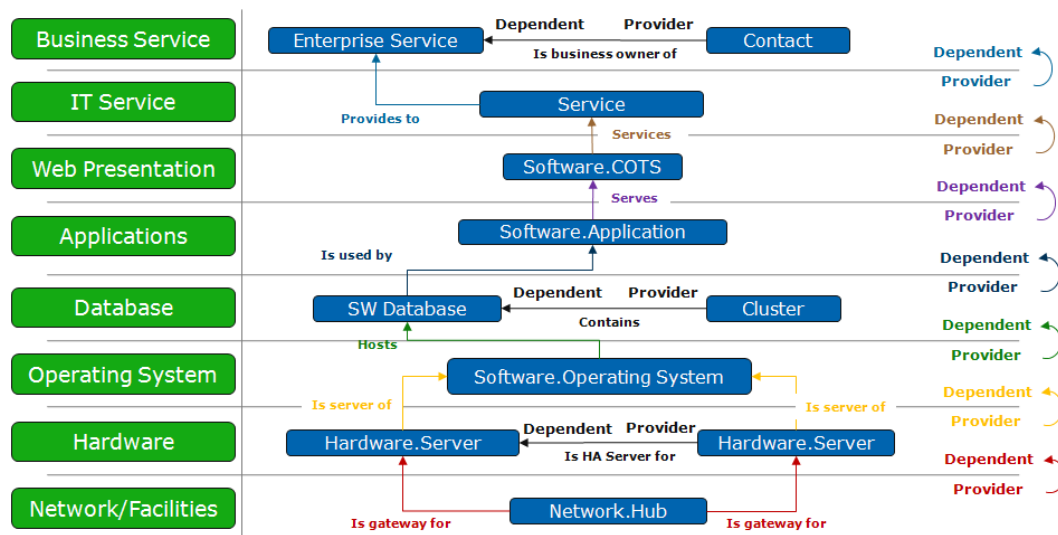 Business Service
Enterprise Service
Dependent Provider
Is business owner of
Contact
Dependent
Provider
IT Service
Provides to
Service
Services
Dependent
Provider
Web Presentation
Software.COTS
Serves
Dependent
Provider
Applications
Software.Application
Is used by
Dependent
Provider
Database
SW Database
Dependent Provider
Contains
Cluster
Hosts
Dependent
Provider
Operating System
Software.Operating System
Is server of
Is server of
Dependent
Provider
Hardware
Hardware.Server
Dependent Provider
Is HA Server for
Hardware.Server
Dependent
Provider
Network/Facilities
Is gateway for
Network.Hub
Is gateway for